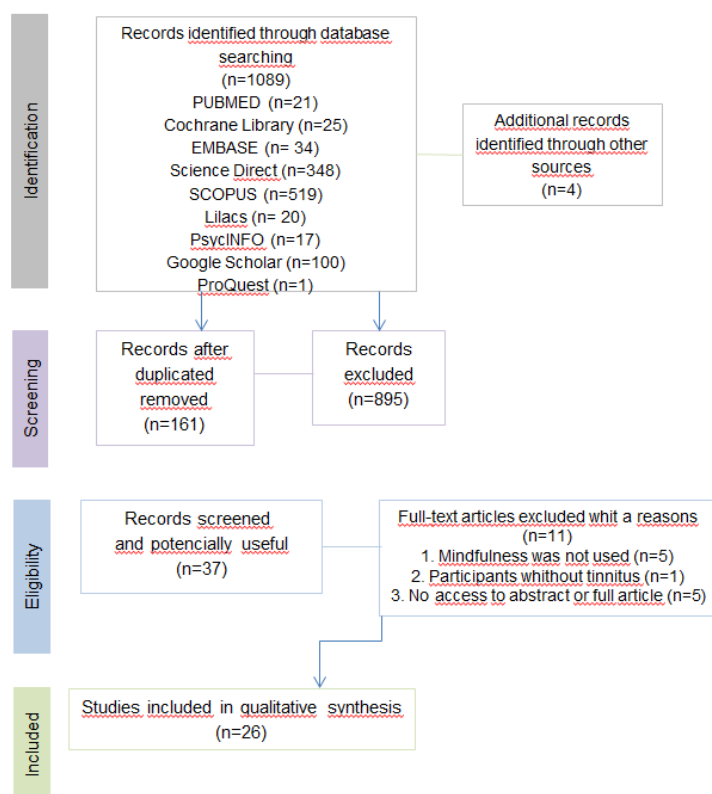 Identification
Records identified through database
searching
(n=1089)
PUBMED (n=21)
Cochrane Library (n=25)
EMBASE (n= 34)
Science Direct (n=348)
SCOPUS (n=519)
Lilacs (n= 20)
PsycINFO (n=17)
Google Scholar (n=100)
ProQuest (n=1)
Additional records
identified through other
sources
(n=4)
Screening
Records after
duplicated
removed
(n=161)
Records
excluded
(n=895)
Eligibility
Records screened
and potencially useful
(n=37)
Full-text articles excluded whit a reasons
(n=11)
1. Mindfulness was not used (n=5)
2. Participants whithout tinnitus (n=1)
3. No access to abstract or full article (n=5)
Included
Studies included in qualitative synthesis
(n=26)